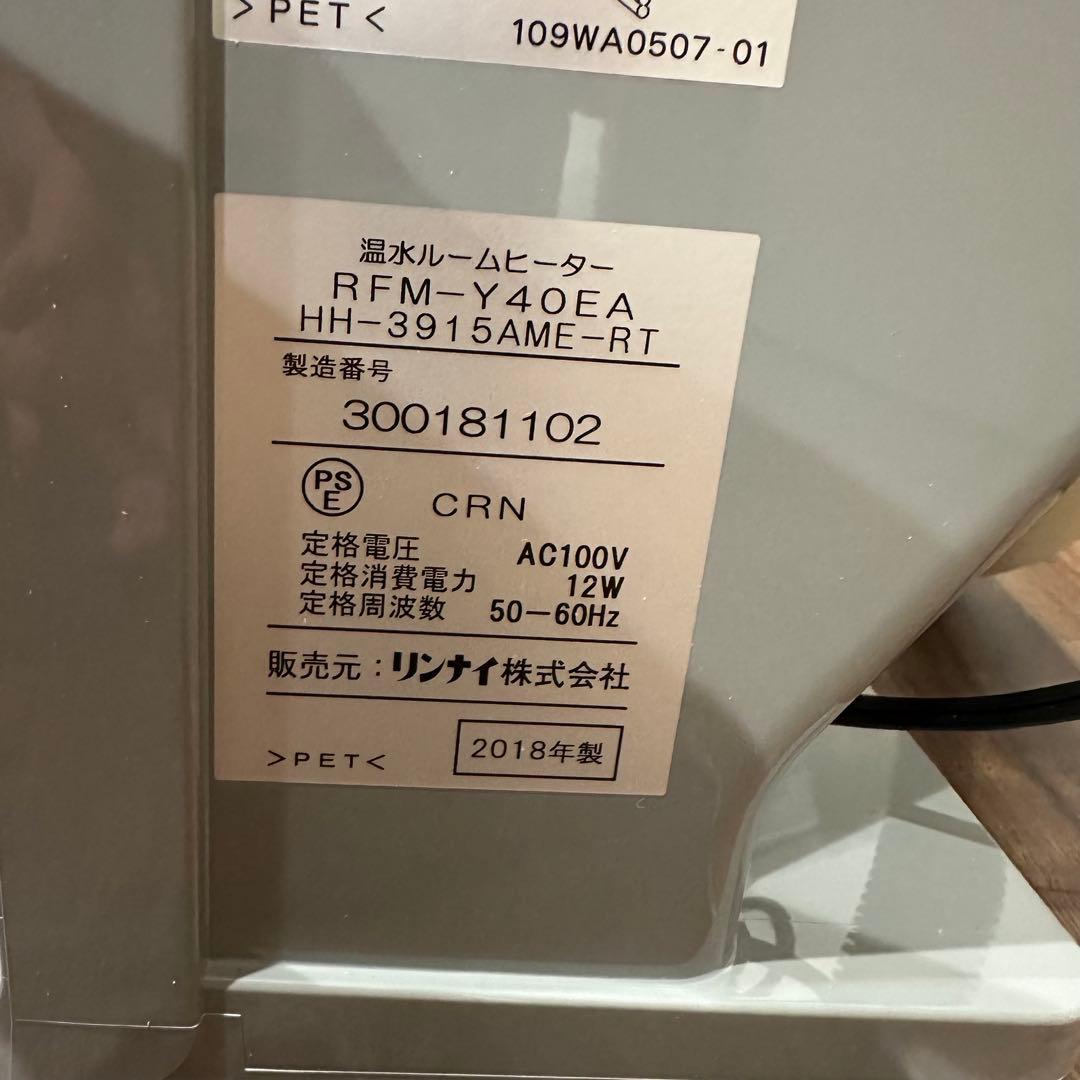 >PET<
109WA0507-01
温水ルームヒーター
RFM-Y40EA
HH-3915AME-RT
製造番号
300181102
PSE CRN
定格電圧 AC100V
定格消費電力 12W
定格周波数 50-60Hz
販売元：リンナイ株式会社
>PET< 2018年製